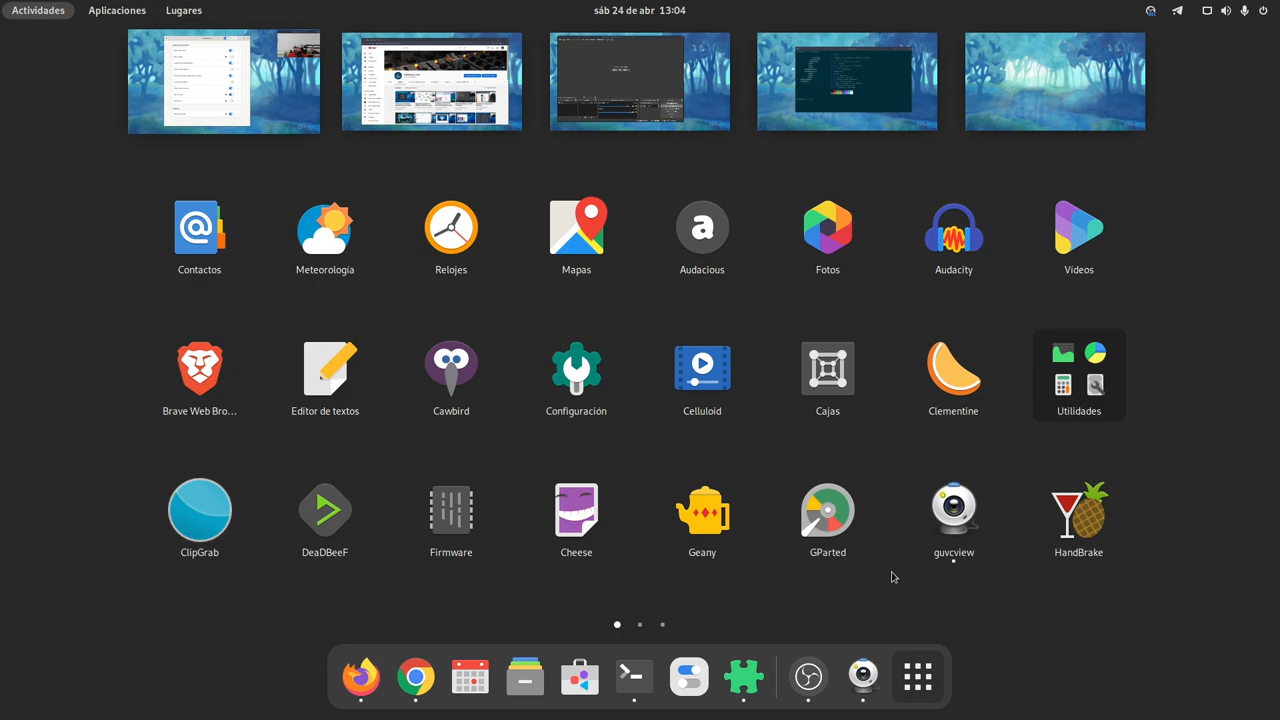 Actividades Aplicaciones Lugares sáb 24 de abr 13:04
Contactos Meteorología Relojes Mapas Audacious Fotos Audacity Vídeos
Brave Web Bro... Editor de textos Cawbird Configuración Celluloid Cajas Clementine Utilidades
ClipGrab DeaDBeeF Firmware Cheese Geany GParted guvcview HandBrake